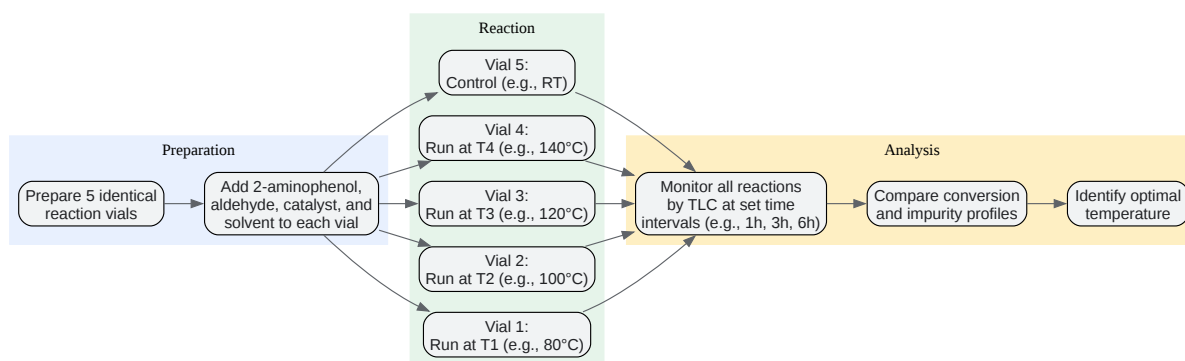 Preparation
Prepare 5 identical
reaction vials
Add 2-aminophenol,
aldehyde, catalyst, and
solvent to each vial
Reaction
Vial 5:
Control (e.g., RT)
Vial 4:
Run at T4 (e.g., 140°C)
Vial 3:
Run at T3 (e.g., 120°C)
Vial 2:
Run at T2 (e.g., 100°C)
Vial 1:
Run at T1 (e.g., 80°C)
Analysis
Monitor all reactions
by TLC at set time
intervals (e.g., 1h, 3h, 6h)
Compare conversion
and impurity profiles
Identify optimal
temperature